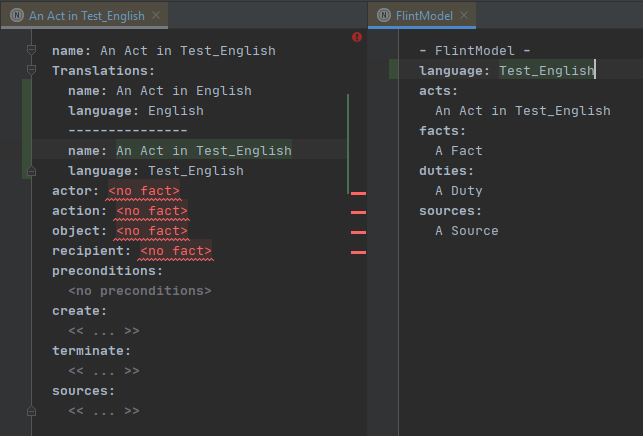 An Act in Test_English
name: An Act in Test_English
Translations:
name: An Act in English
language: English
---------------
name: An Act in Test_English
language: Test_English
actor: <no fact>
action: <no fact>
object: <no fact>
recipient: <no fact>
preconditions:
<no preconditions>
create:
<< ... >>
terminate:
<< ... >>
sources:
<< ... >>
FlintModel
- FlintModel -
language: Test_English
acts:
An Act in Test_English
facts:
A Fact
duties:
A Duty
sources:
A Source